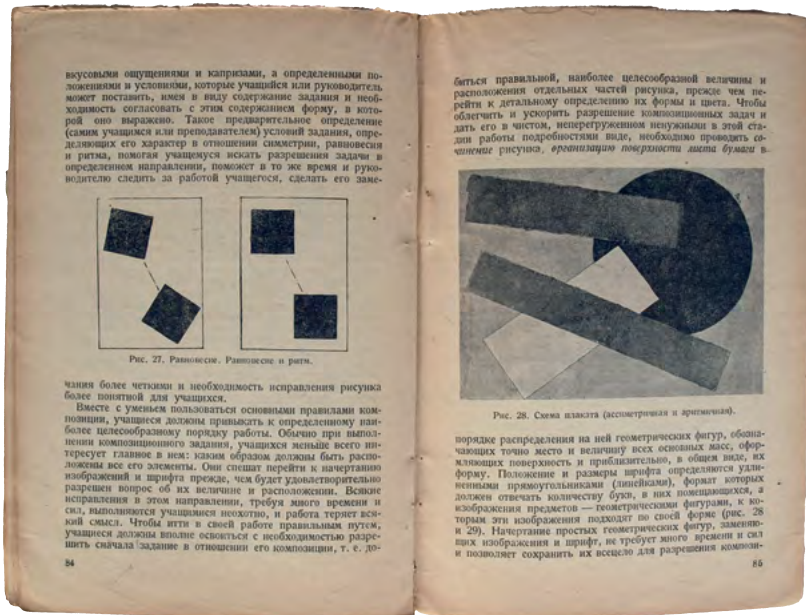 вкусовыми ощущениями и капризами, а определенными по-
ложениями и условиями, которые учащийся или руководитель
может поставить, имея в виду содержание задания и необ-
ходимость согласовать с этим содержанием форму, в кото-
рой оно выражено. Такое предварительное определение
(самим учащимся или преподавателем) условий задания, опре-
деляющих его характер в отношении симметрии, равновесия
и ритма, помогая учащемуся искать разрешения задачи в
определенном направлении, поможет в то же время и руко-
водителю следить за работой учащегося, сделать его заме-
Рис. 27. Равновесие. Равновесие и ритм.
чания более четкими и необходимость исправления рисунка
более понятной для учащихся.
Вместе с уменьем пользоваться основными правилами ком-
позиции, учащиеся должны привыкать к определенному наи-
более целесообразному порядку работы. Обычно при выпол-
нении композиционного задания, учащихся меньше всего ин-
тересует главное в нем: каким образом должны быть распо-
ложены все его элементы. Они спешат перейти к начертанию
изображений и шрифта прежде, чем будет удовлетворительно
разрешен вопрос об их величине и расположении. Всякие
исправления в этом направлении, требуя много времени и
сил, выполняются учащимися неохотно, и работа теряет вся-
кий смысл. Чтобы итти в своей работе правильным путем,
учащиеся должны вполне освоиться с необходимостью разре-
шить сначала задание в отношении его композиции, т. е. до-
84
биться правильной, наиболее целесообразной величины и
расположения отдельных частей рисунка, прежде чем пе-
рейти к детальному определению их формы и цвета. Чтобы
облегчить и ускорить разрешение композиционных задач и
дать его в чистом, неперегруженном ненужными в этой ста-
дии работы подробностями виде, необходимо проводить со-
чинение рисунка, организацию поверхности листа бумаги в
Рис. 28. Схема плаката (ассиметричная и аритмичная).
порядке распределения на ней геометрических фигур, обозна-
чающих точно место и величину всех основных масс, офор-
мляющих поверхность и приблизительно, в общем виде, их
форму. Положение и размеры шрифта определяются удли-
ненными прямоугольниками (линейками), формат которых
должен отвечать количеству букв, в них помещающихся, а
изображения предметов — геометрическими фигурами, к ко-
торым эти изображения подходят по своей форме (рис. 28
и 29). Начертание простых геометрических фигур, заменяю-
щих изображения и шрифт, не требует много времени и сил
и позволяет сохранить их всецело для разрешения компози-
85